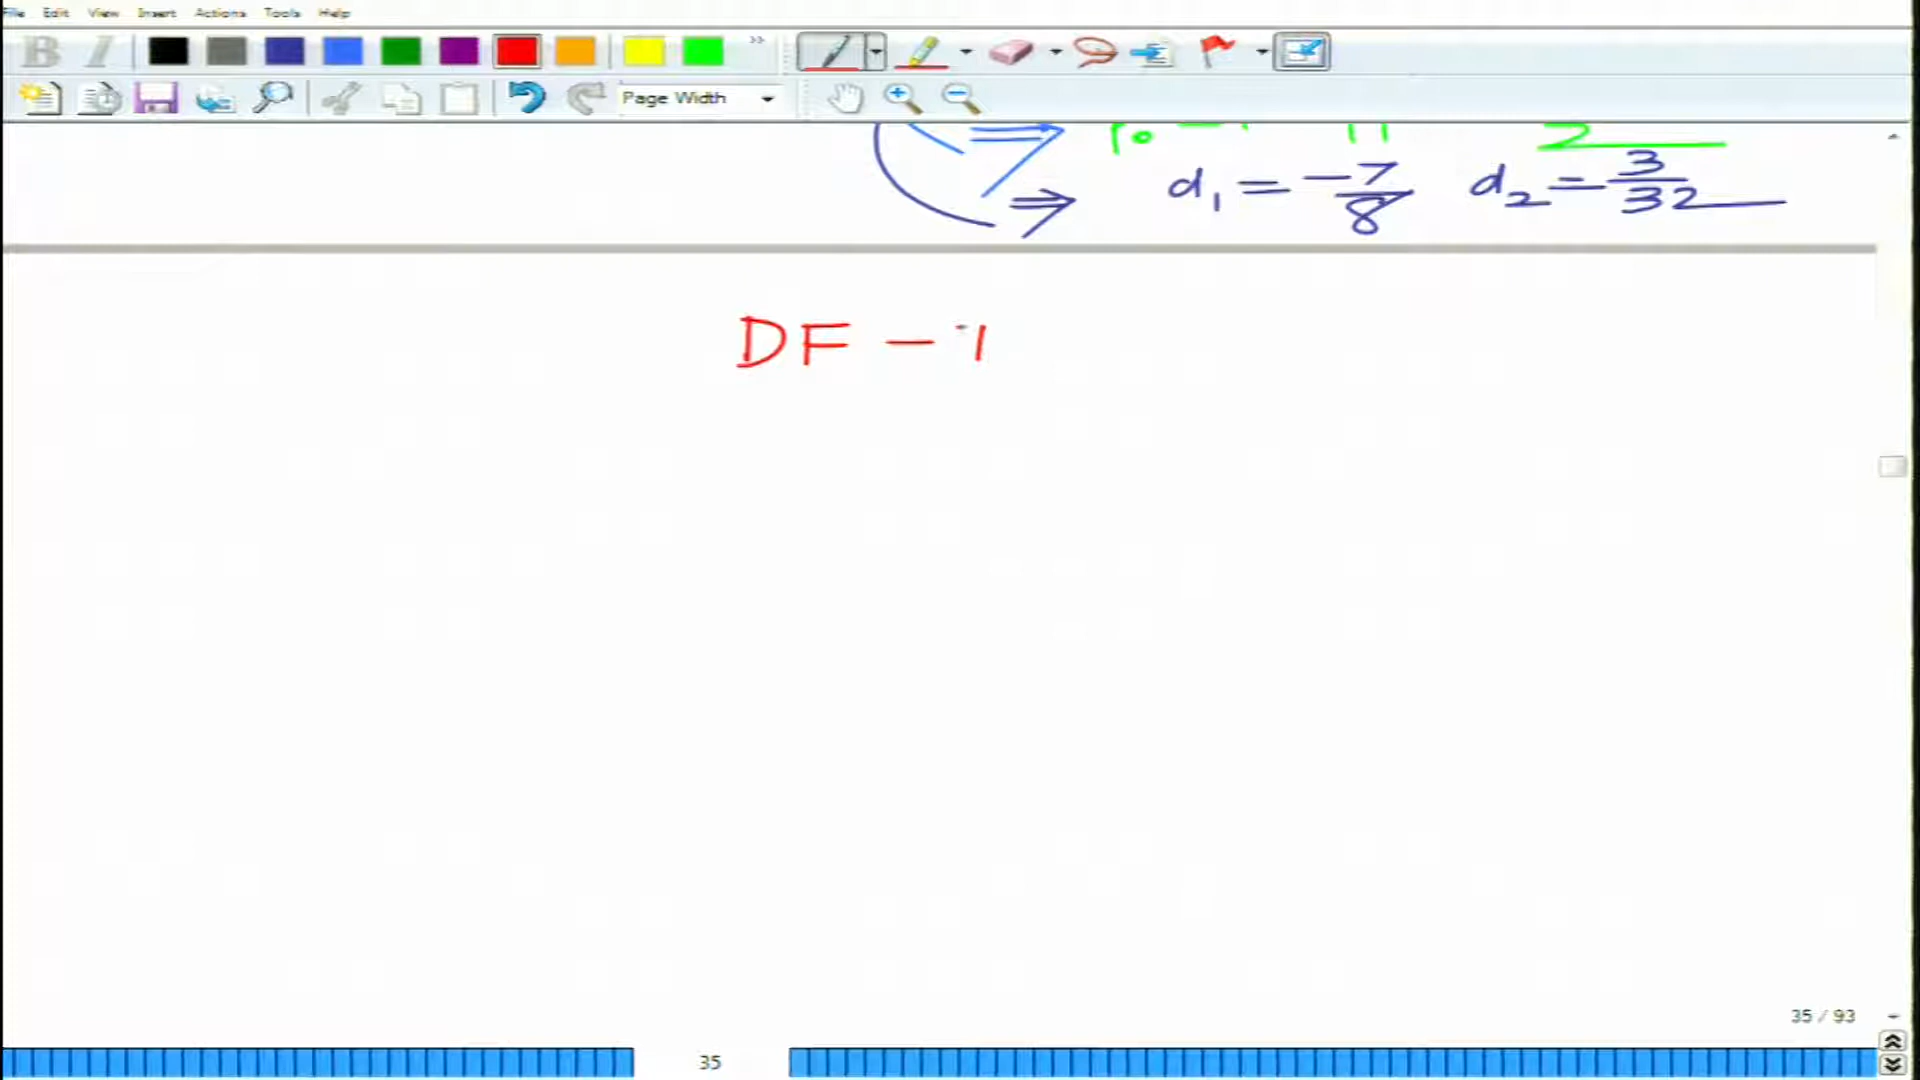 File Edit View Insert Actions Tools Help
B I
Page Width
d₁ = -7/8 d₂ = 3/32
DF - 1
35 / 93
35